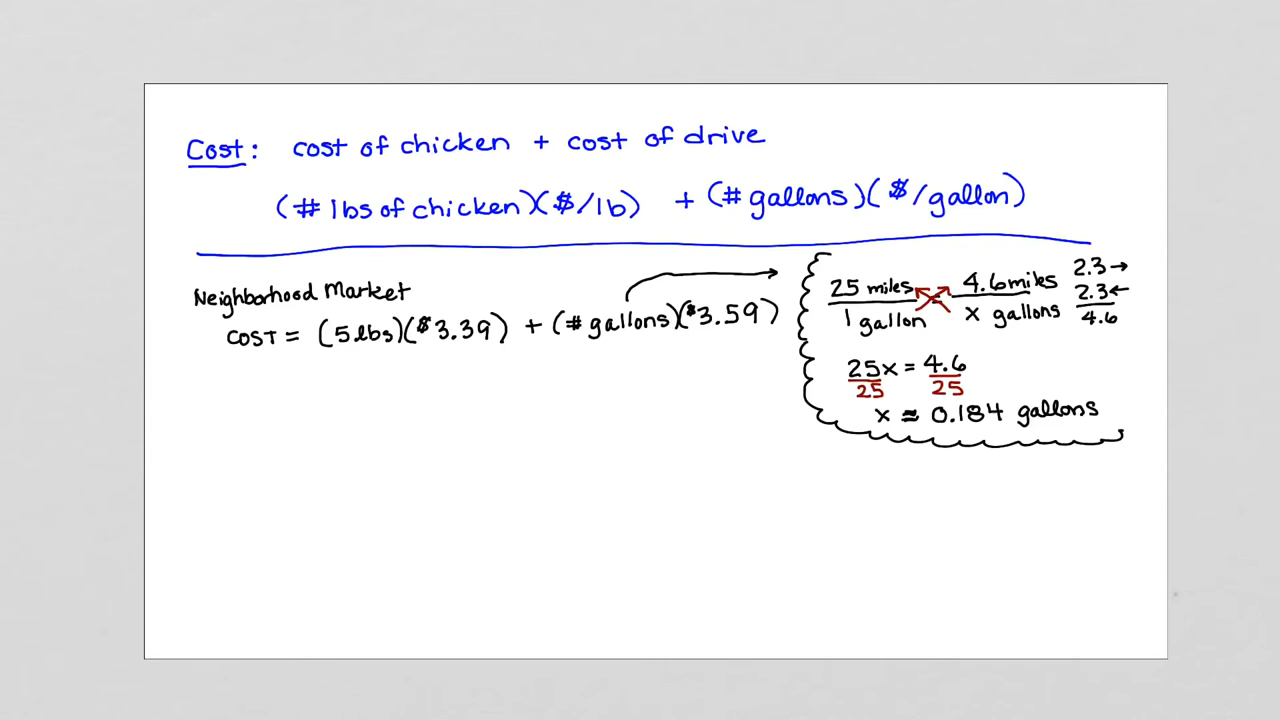 Cost: cost of chicken + cost of drive
(# lbs of chicken)($/lb) + (# gallons)($/gallon)
Neighborhood Market
cost = (5 lbs)($3.39) + (# gallons)($3.59)
25 miles = 4.6 miles
1 gallon x gallons
2.3 →
2.3 ←
4.6
25x = 4.6
25 25
x ≈ 0.184 gallons